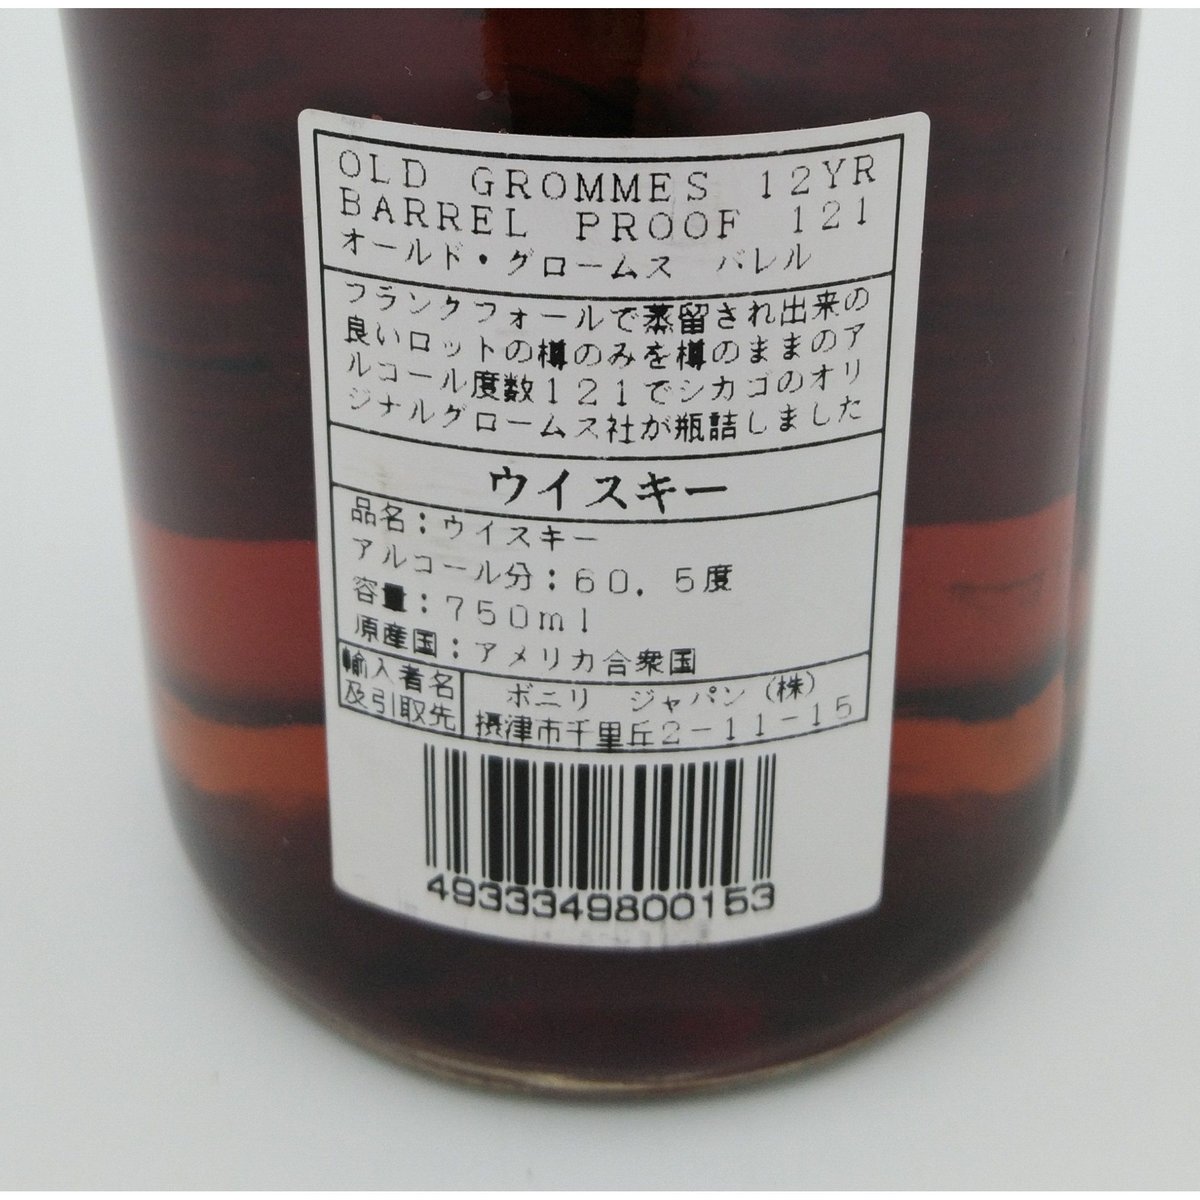 OLD GROMMES 12YR
BARREL PROOF 121
オールド・グロームス バレル
フランクフォールで蒸留され出来の
良いロットの樽のみを樽のままのア
ルコール度数121でシカゴのオリ
ジナルグロームス社が瓶詰しました
ウイスキー
品名:ウイスキー
アルコール分:60.5度
容量:750ml
原産国:アメリカ合衆国
輸入者名
及引取先
ボニリ ジャパン(株)
摂津市千里丘2-11-15
4933349800153